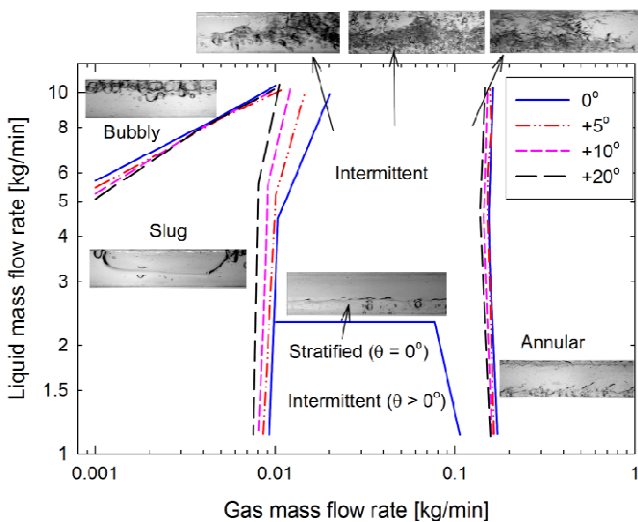 Liquid mass flow rate [kg/min]
10
8
6
5
4
3
2
1.5
1
Bubbly
Slug
Intermittent
Stratified (θ = 0°)
Intermittent (θ > 0°)
Annular
0°
+5°
+10°
+20°
0.001
0.01
0.1
1
Gas mass flow rate [kg/min]